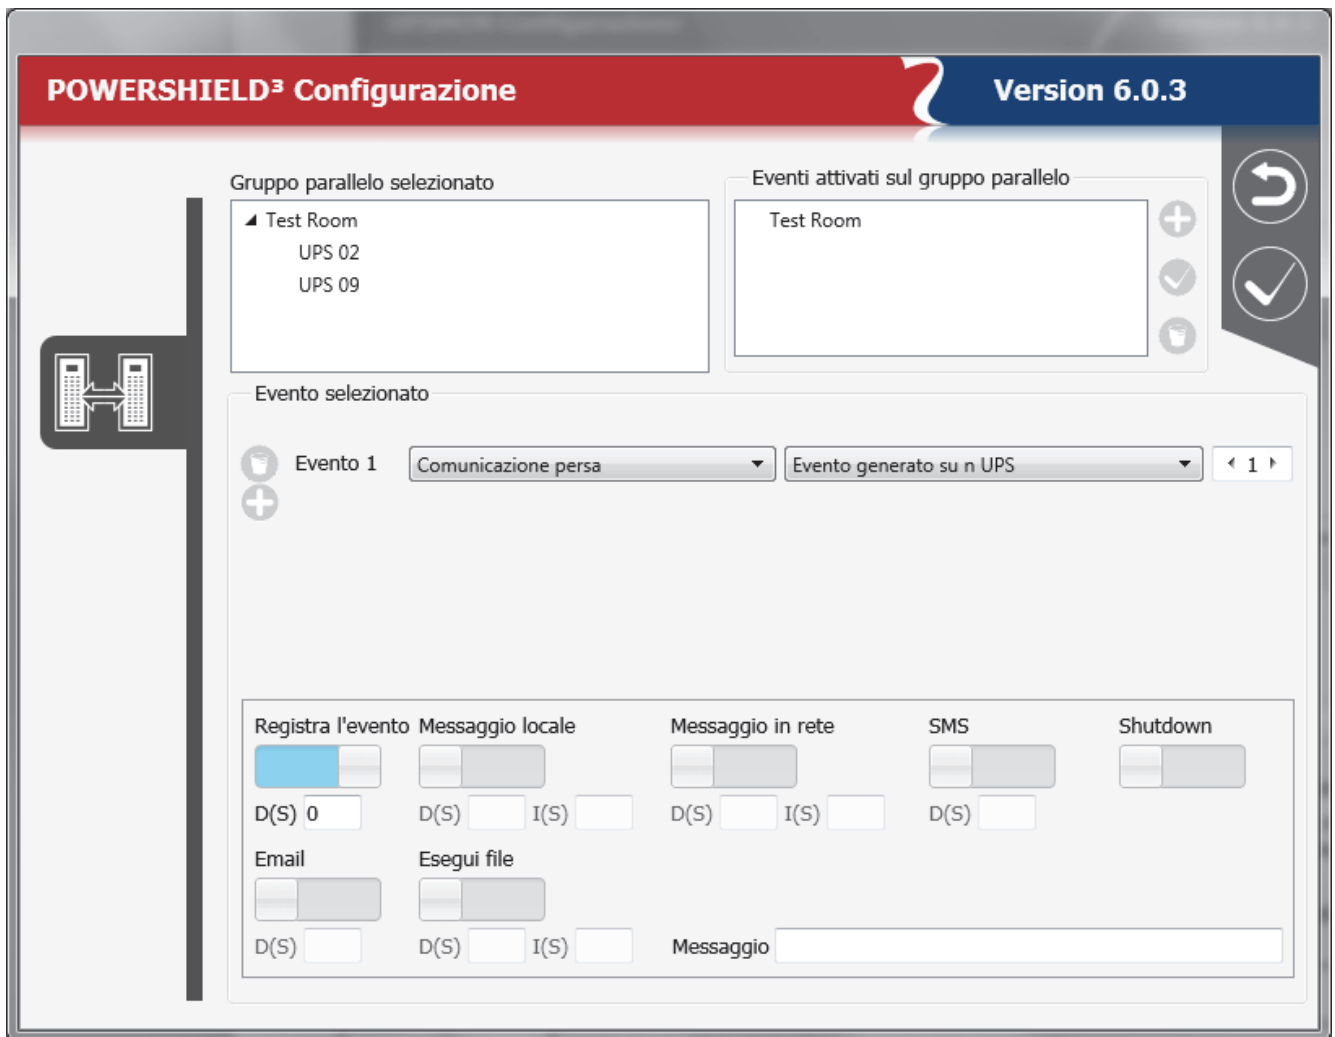 POWERSHIELD³ Configurazione
Version 6.0.3
Gruppo parallelo selezionato
Eventi attivati sul gruppo parallelo
Test Room
UPS 02
UPS 09
Test Room
Evento selezionato
Evento 1 Comunicazione persa Evento generato su n UPS 1
Registra l'evento Messaggio locale Messaggio in rete SMS Shutdown
D(S) 0 D(S) I(S) D(S) I(S) D(S)
Email Esegui file
D(S) D(S) I(S) Messaggio